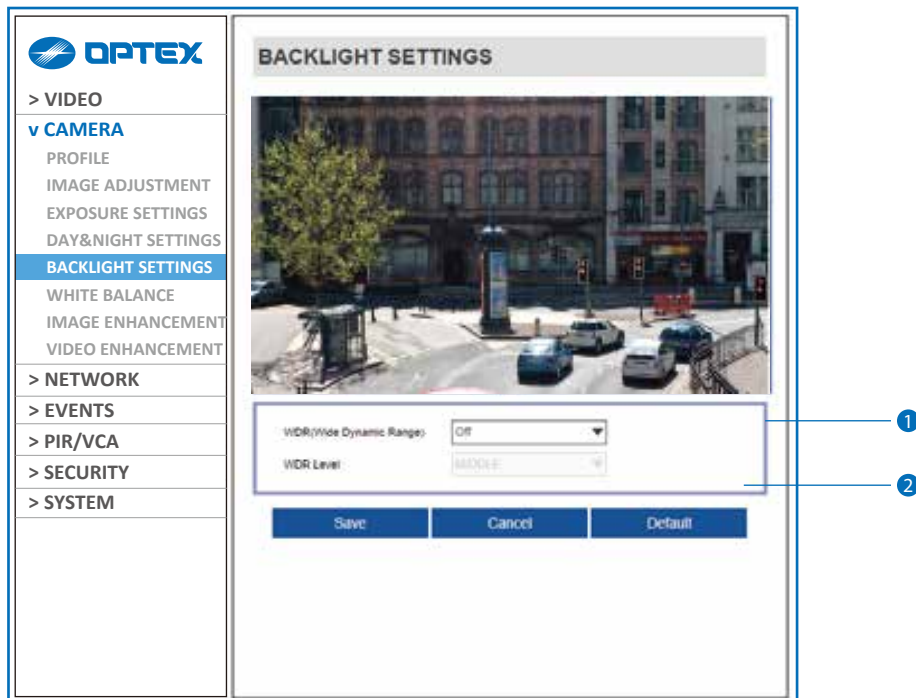 OPTEX
> VIDEO
v CAMERA
PROFILE
IMAGE ADJUSTMENT
EXPOSURE SETTINGS
DAY&NIGHT SETTINGS
BACKLIGHT SETTINGS
WHITE BALANCE
IMAGE ENHANCEMENT
VIDEO ENHANCEMENT
> NETWORK
> EVENTS
> PIR/VCA
> SECURITY
> SYSTEM
BACKLIGHT SETTINGS
WDR(Wide Dynamic Range) Off
WDR Level MIDDLE
Save Cancel Default
1
2